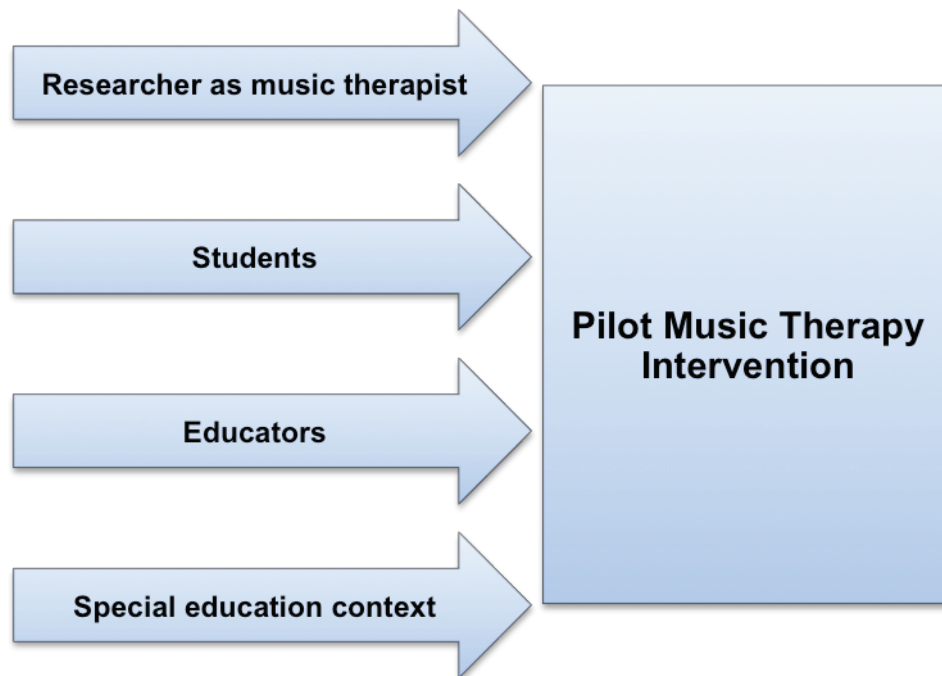 Researcher as music therapist
Students
Educators
Special education context
Pilot Music Therapy
Intervention